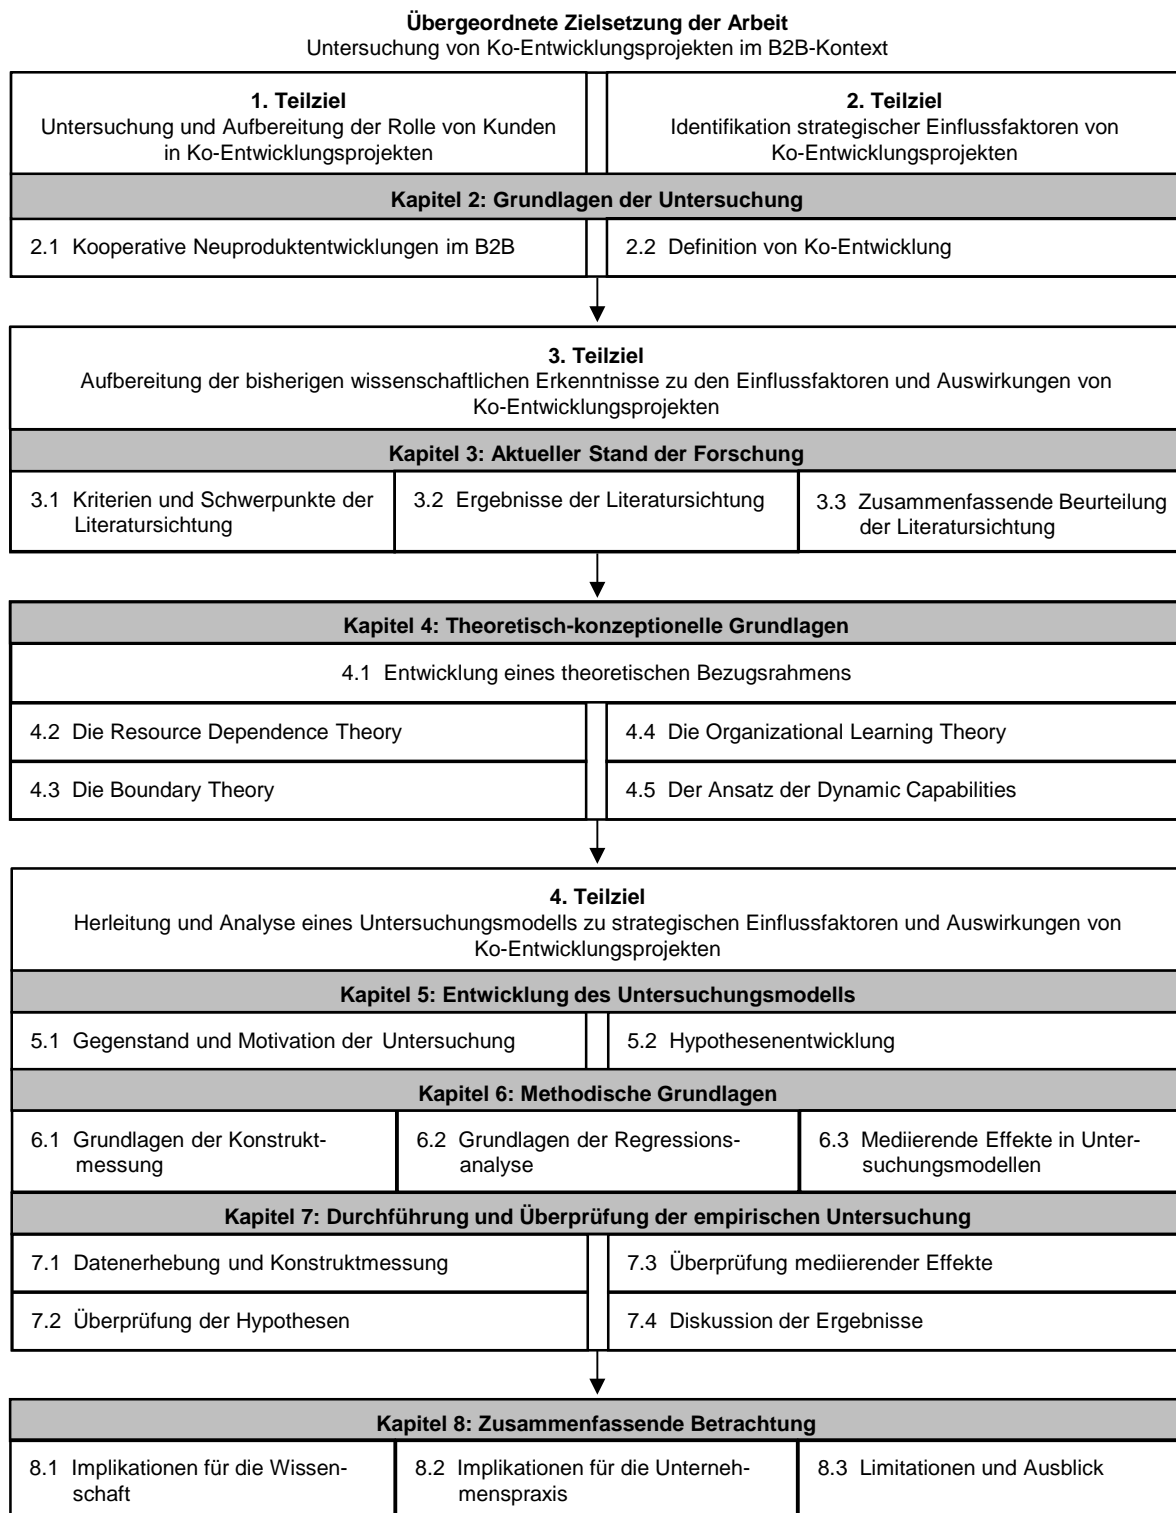 Übergeordnete Zielsetzung der Arbeit
Untersuchung von Ko-Entwicklungsprojekten im B2B-Kontext
1. Teilziel
Untersuchung und Aufbereitung der Rolle von Kunden
in Ko-Entwicklungsprojekten
2. Teilziel
Identifikation strategischer Einflussfaktoren von
Ko-Entwicklungsprojekten
Kapitel 2: Grundlagen der Untersuchung
2.1 Kooperative Neuproduktentwicklungen im B2B
2.2 Definition von Ko-Entwicklung
3. Teilziel
Aufbereitung der bisherigen wissenschaftlichen Erkenntnisse zu den Einflussfaktoren und Auswirkungen von
Ko-Entwicklungsprojekten
Kapitel 3: Aktueller Stand der Forschung
3.1 Kriterien und Schwerpunkte der
Literatursichtung
3.2 Ergebnisse der Literatursichtung
3.3 Zusammenfassende Beurteilung
der Literatursichtung
Kapitel 4: Theoretisch-konzeptionelle Grundlagen
4.1 Entwicklung eines theoretischen Bezugsrahmens
4.2 Die Resource Dependence Theory
4.4 Die Organizational Learning Theory
4.3 Die Boundary Theory
4.5 Der Ansatz der Dynamic Capabilities
4. Teilziel
Herleitung und Analyse eines Untersuchungsmodells zu strategischen Einflussfaktoren und Auswirkungen von
Ko-Entwicklungsprojekten
Kapitel 5: Entwicklung des Untersuchungsmodells
5.1 Gegenstand und Motivation der Untersuchung
5.2 Hypothesenentwicklung
Kapitel 6: Methodische Grundlagen
6.1 Grundlagen der Konstrukt-
messung
6.2 Grundlagen der Regressions-
analyse
6.3 Mediierende Effekte in Unter-
suchungsmodellen
Kapitel 7: Durchführung und Überprüfung der empirischen Untersuchung
7.1 Datenerhebung und Konstruktmessung
7.3 Überprüfung mediierender Effekte
7.2 Überprüfung der Hypothesen
7.4 Diskussion der Ergebnisse
Kapitel 8: Zusammenfassende Betrachtung
8.1 Implikationen für die Wissen-
schaft
8.2 Implikationen für die Unterneh-
menspraxis
8.3 Limitationen und Ausblick